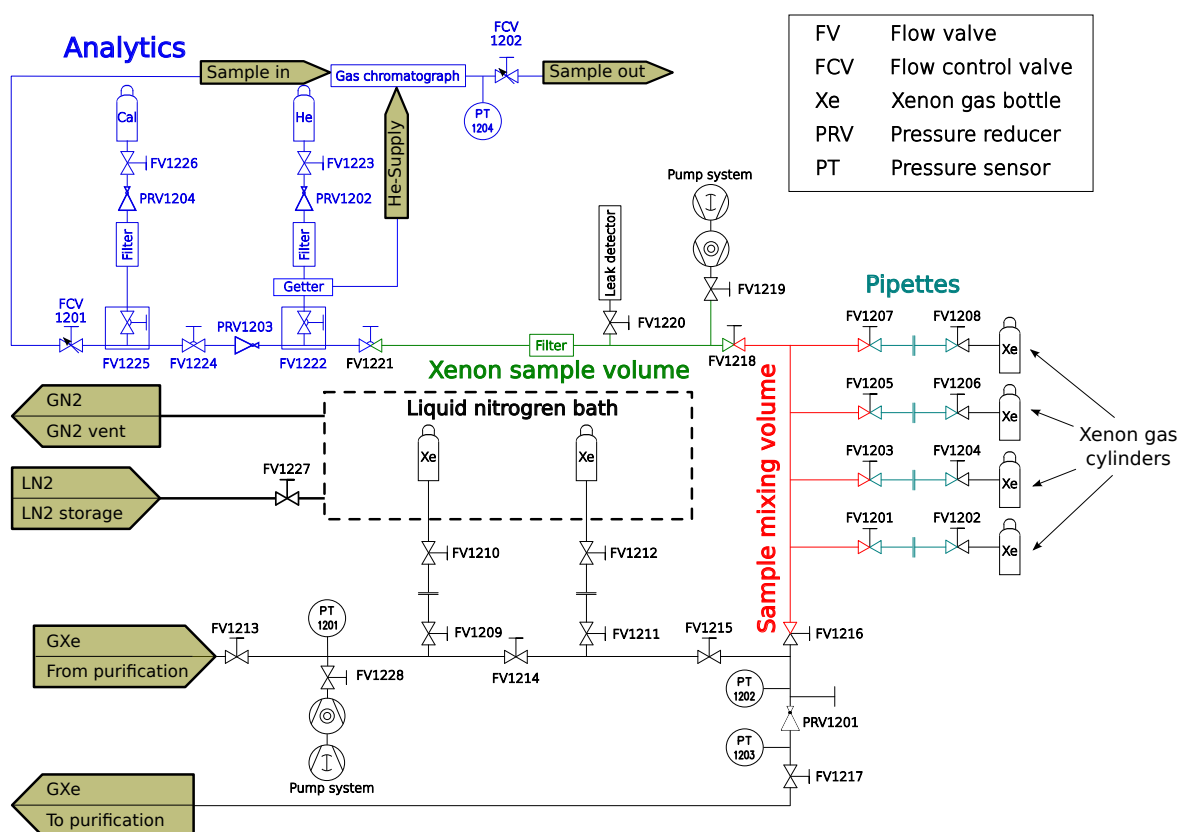 FCV
1202
Analytics
Sample in
Gas chromatograph
Sample out
FV Flow valve
FCV Flow control valve
Xe Xenon gas bottle
PRV Pressure reducer
PT Pressure sensor
Cal
He
PT
1204
He-Supply
FV1226
FV1223
PRV1204
PRV1202
Filter
Filter
Getter
Pump system
Leak detector
FV1219
FV1220
Pipettes
FCV
1201
FV1225
FV1224
PRV1203
FV1222
FV1221
Filter
FV1218
FV1207
FV1208
Xe
Xenon sample volume
GN2
GN2 vent
Liquid nitrogren bath
Xe
Xe
Sample mixing volume
FV1205
FV1206
Xe
Xenon gas
cylinders
FV1227
LN2
LN2 storage
FV1203
FV1204
Xe
FV1210
FV1212
FV1201
FV1202
Xe
PT
1201
FV1213
GXe
From purification
FV1209
FV1211
FV1215
FV1216
FV1228
FV1214
PT
1202
PRV1201
PT
1203
Pump system
FV1217
GXe
To purification